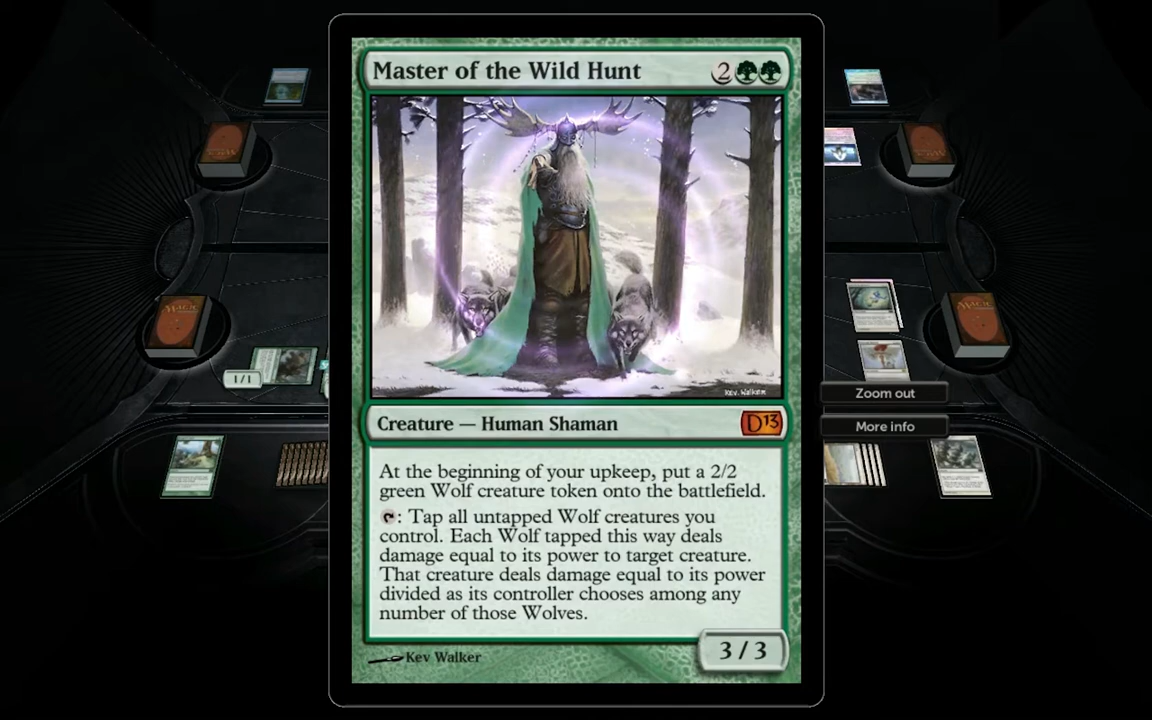 Master of the Wild Hunt 2
Kev. Walker
Creature — Human Shaman D13
At the beginning of your upkeep, put a 2/2
green Wolf creature token onto the battlefield.
: Tap all untapped Wolf creatures you
control. Each Wolf tapped this way deals
damage equal to its power to target creature.
That creature deals damage equal to its power
divided as its controller chooses among any
number of those Wolves.
3 / 3
Kev Walker
1/1
Zoom out
More info